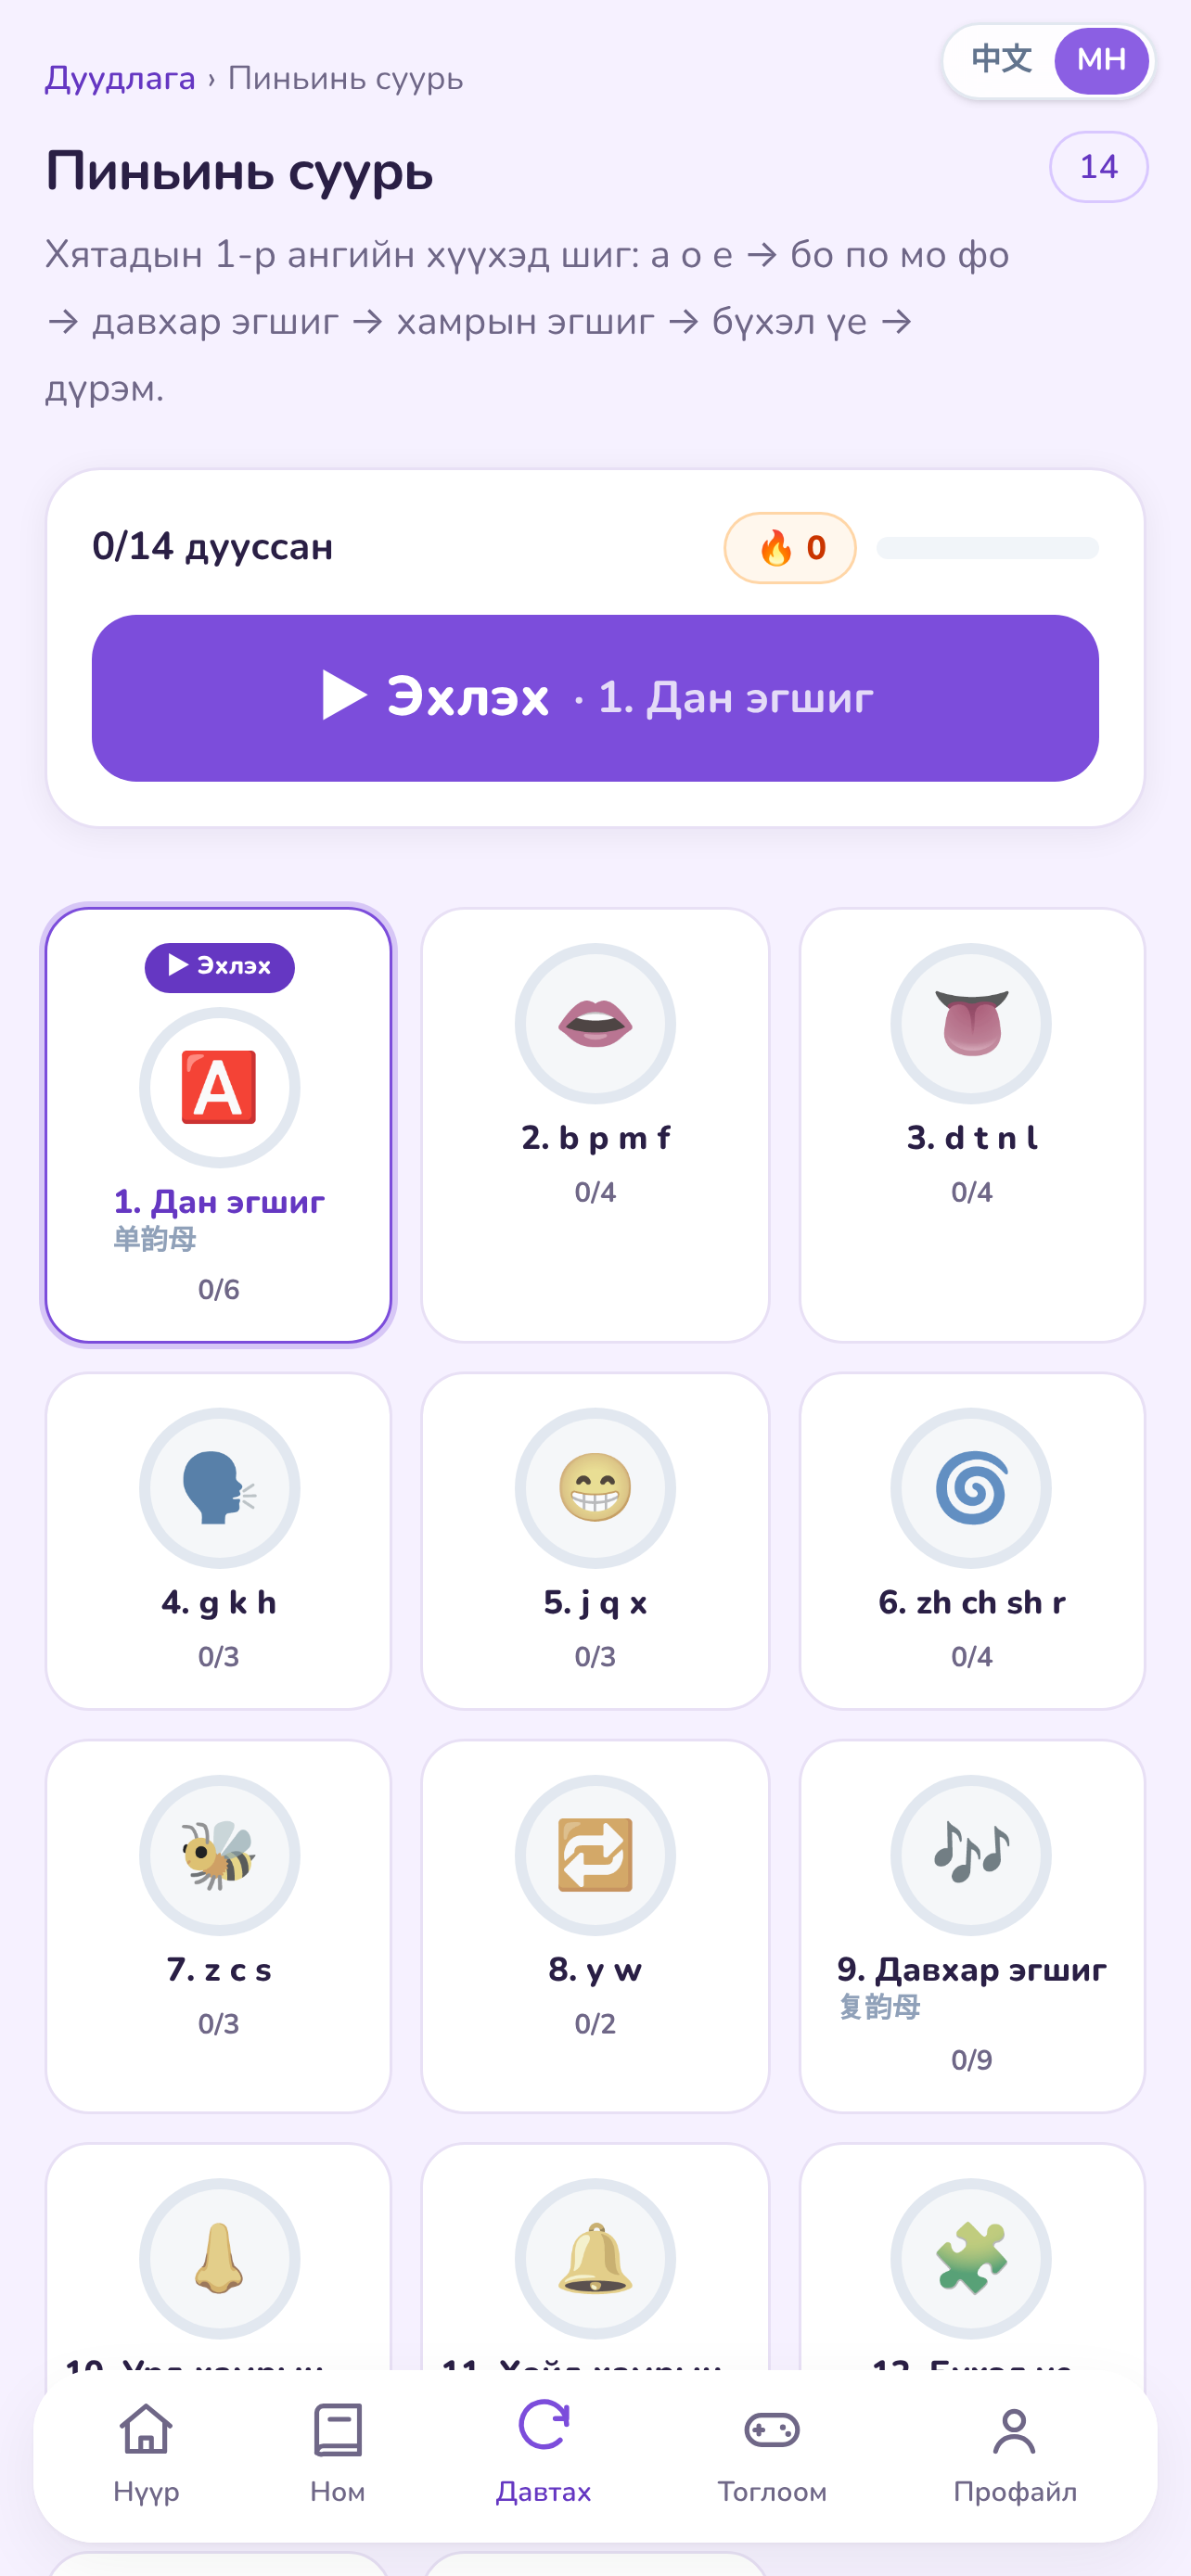 中文 MH
Дуудлага › Пиньинь суурь
Пиньинь суурь
14
Хятадын 1-р ангийн хүүхэд шиг: а о е → бо по мо фо
→ давхар эгшиг → хамрын эгшиг → бүхэл үе →
дүрэм.
0/14 дууссан
🔥 0
▶ Эхлэх · 1. Дан эгшиг
▶ Эхлэх
🅰
1. Дан эгшиг
单韵母
0/6
2. b p m f
0/4
3. d t n l
0/4
4. g k h
0/3
5. j q x
0/3
6. zh ch sh r
0/4
7. z c s
0/3
8. y w
0/2
9. Давхар эгшиг
复韵母
0/9
Нүүр
Ном
Давтах
Тоглоом
Профайл